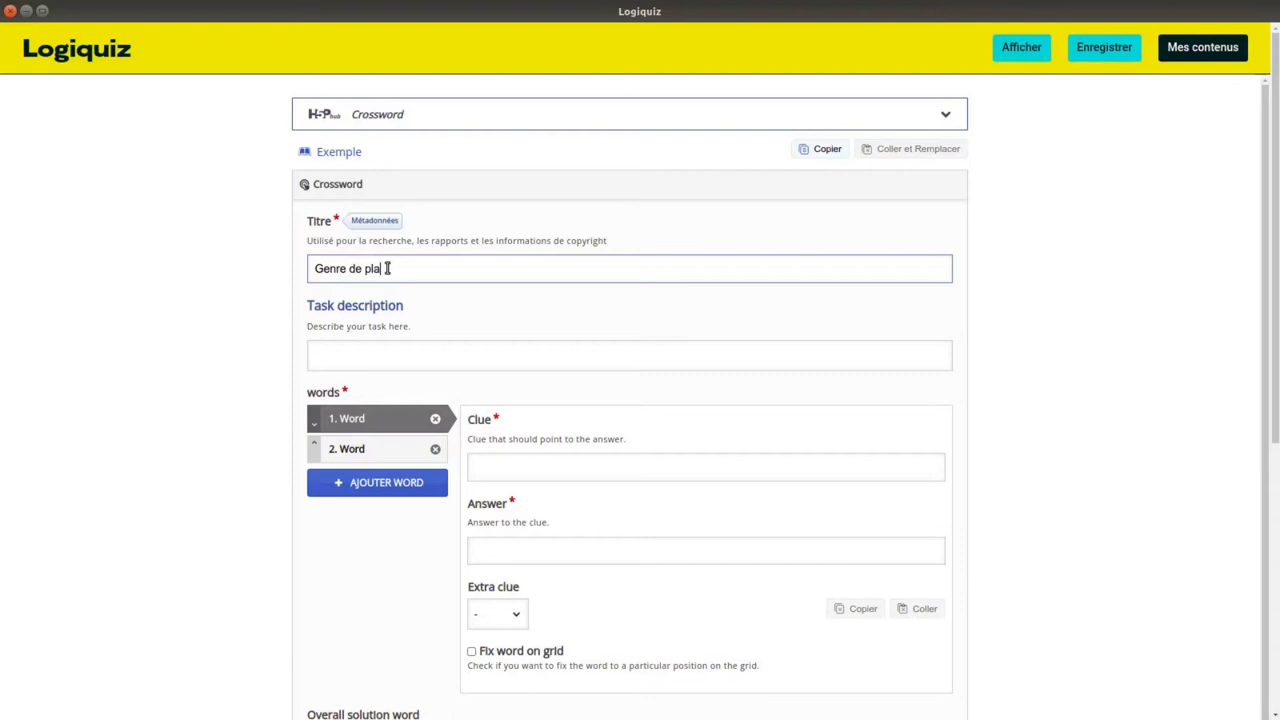 Logiquiz
Logiquiz
Afficher
Enregistrer
Mes contenus
H5P hub Crossword
Exemple
Copier
Coller et Remplacer
Crossword
Titre * Métadonnées
Utilisé pour la recherche, les rapports et les informations de copyright
Genre de pla
Task description
Describe your task here.
words *
1. Word
2. Word
+ AJOUTER WORD
Clue *
Clue that should point to the answer.
Answer *
Answer to the clue.
Extra clue
-
Copier
Coller
Fix word on grid
Check if you want to fix the word to a particular position on the grid.
Overall solution word